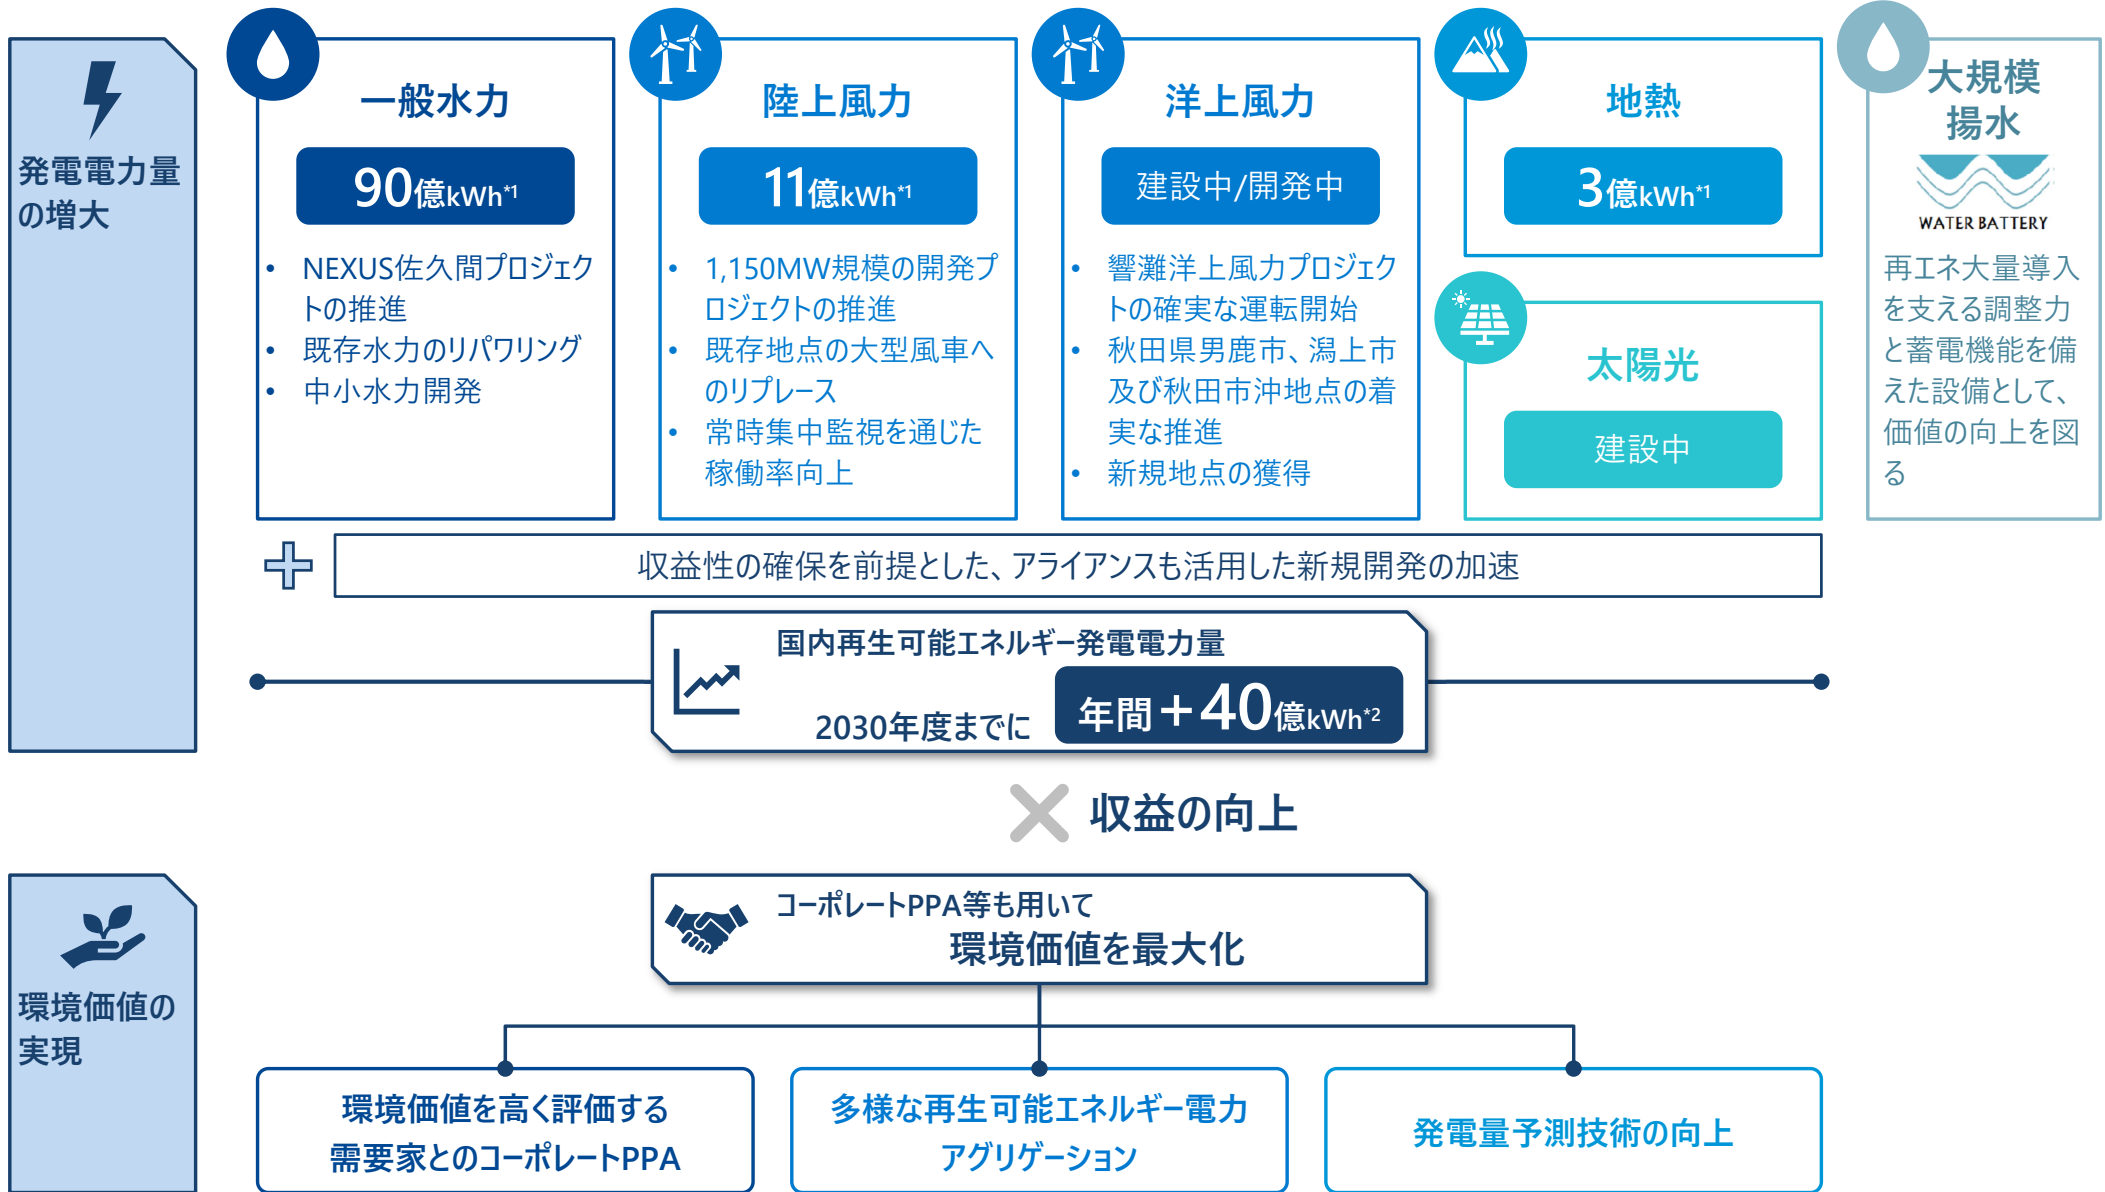 発電電力量
の増大
一般水力
90億kWh*1
• NEXUS佐久間プロジェク
トの推進
• 既存水力のリパワリング
• 中小水力開発
陸上風力
11億kWh*1
• 1,150MW規模の開発プ
ロジェクトの推進
• 既存地点の大型風車へ
のリプレース
• 常時集中監視を通じた
稼働率向上
洋上風力
建設中/開発中
• 響灘洋上風力プロジェク
トの確実な運転開始
• 秋田県男鹿市、潟上市
及び秋田市沖地点の着
実な推進
• 新規地点の獲得
地熱
3億kWh*1
太陽光
建設中
大規模
揚水
WATER BATTERY
再エネ大量導入
を支える調整力
と蓄電機能を備
えた設備として、
価値の向上を図
る
収益性の確保を前提とした、アライアンスも活用した新規開発の加速
国内再生可能エネルギー発電電力量
2030年度までに 年間+40億kWh*2
収益の向上
環境価値の
実現
コーポレートPPA等も用いて
環境価値を最大化
環境価値を高く評価する
需要家とのコーポレートPPA
多様な再生可能エネルギー電力
アグリゲーション
発電量予測技術の向上